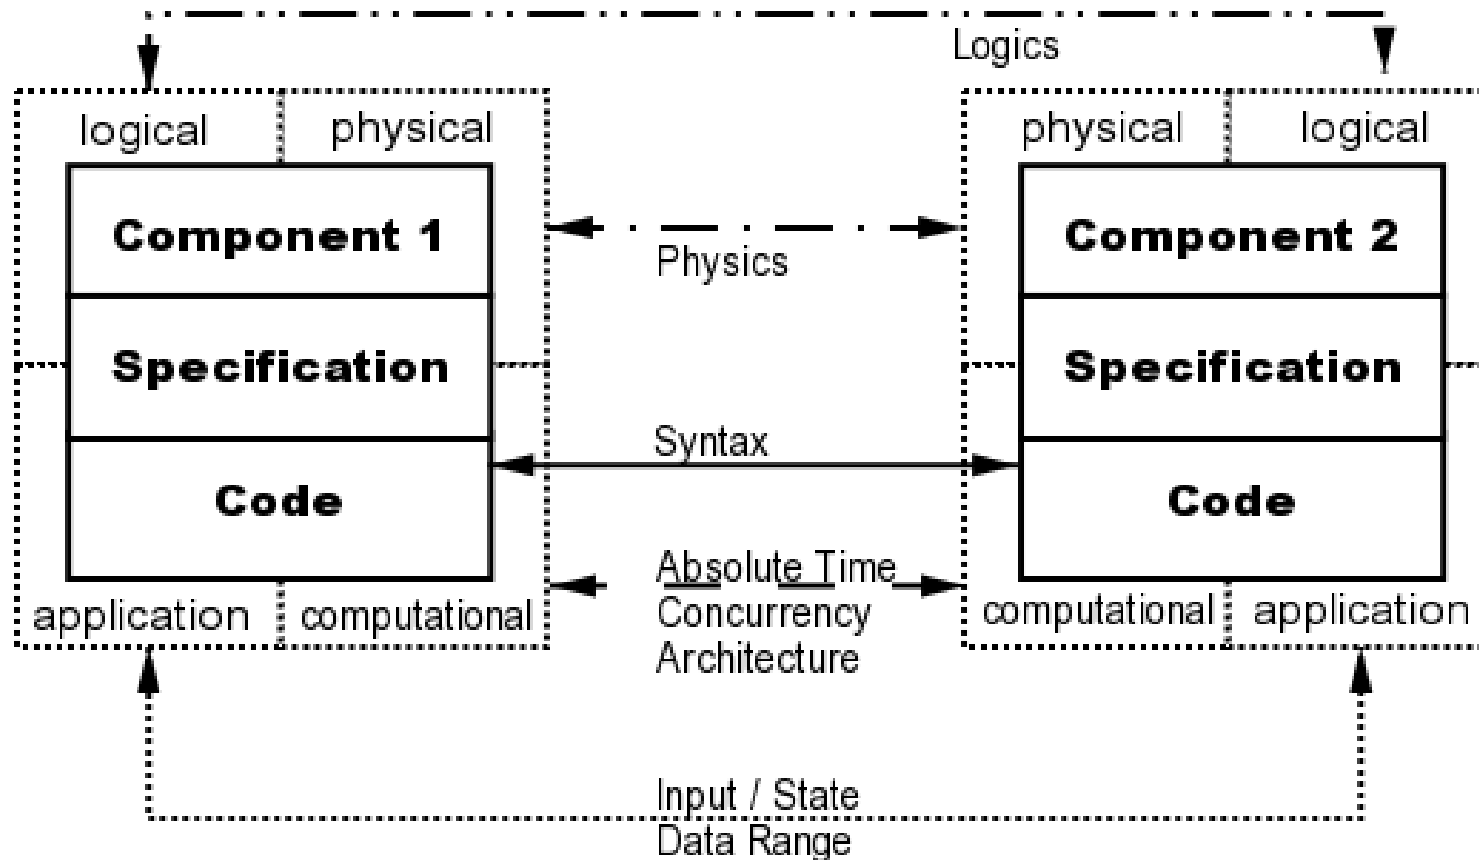 Logics
logical
physical
physical
logical
Component 1
Component 2
Physics
Specification
Specification
Syntax
Code
Code
Absolute Time
Concurrency
Architecture
application
computational
computational
application
Input / State
Data Range